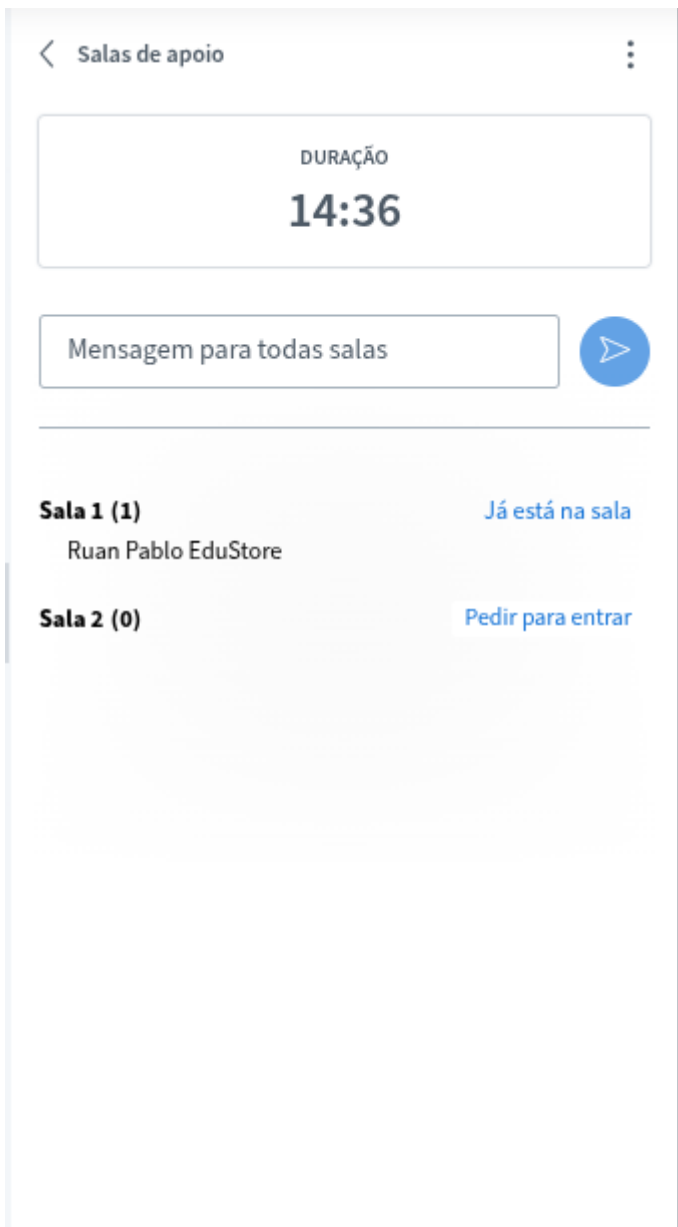 Salas de apoio
DURAÇÃO
14:36
Mensagem para todas salas
Sala 1 (1) Já está na sala
Ruan Pablo EduStore
Sala 2 (0) Pedir para entrar